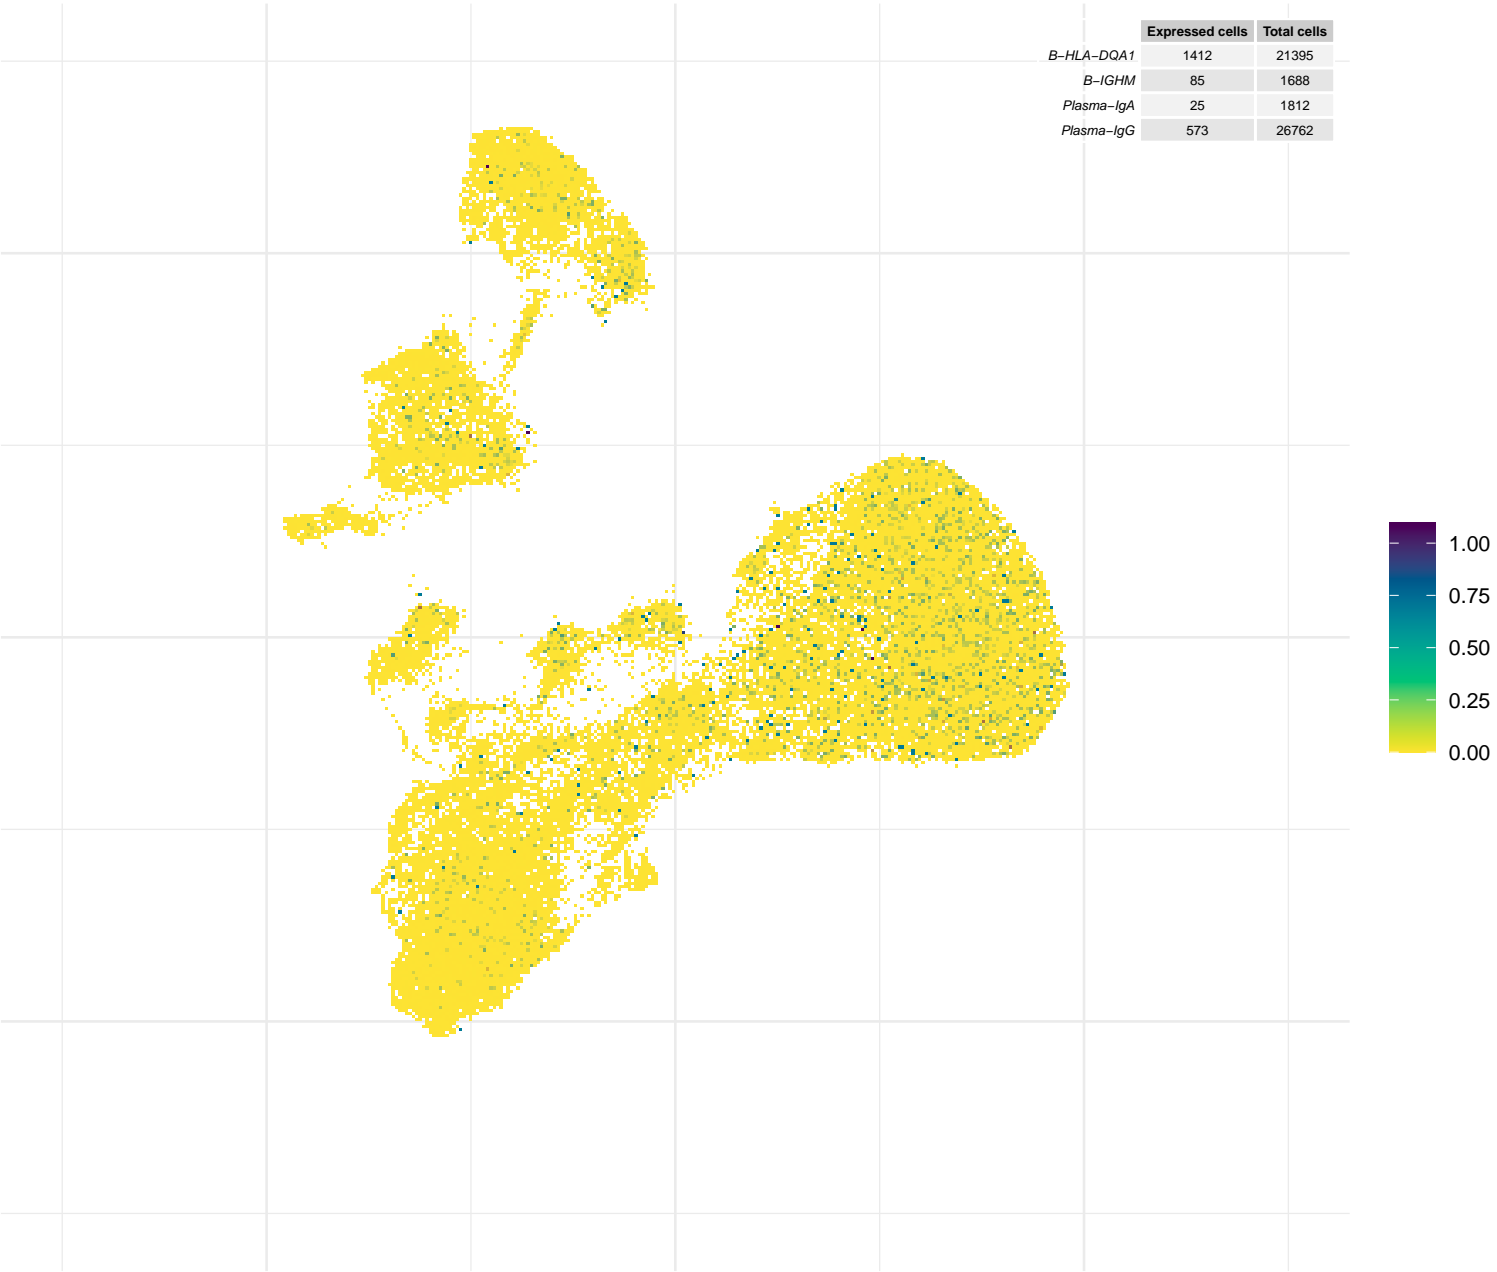 Expressed cells Total cells
B−HLA−DQA1 1412 21395
B−IGHM 85 1688
Plasma−IgA 25 1812
Plasma−IgG 573 26762
1.00
0.75
0.50
0.25
0.00